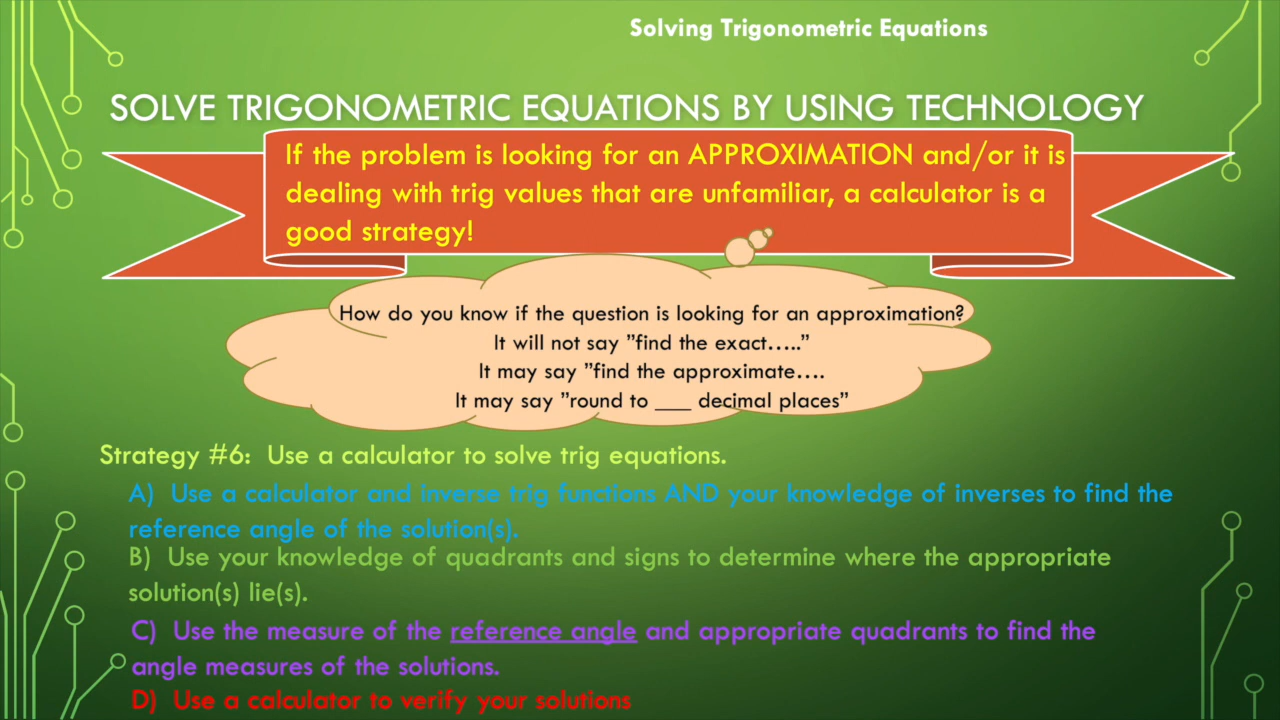 Solving Trigonometric Equations
SOLVE TRIGONOMETRIC EQUATIONS BY USING TECHNOLOGY
If the problem is looking for an APPROXIMATION and/or it is
dealing with trig values that are unfamiliar, a calculator is a
good strategy!
How do you know if the question is looking for an approximation?
It will not say ”find the exact…..”
It may say ”find the approximate….
It may say ”round to ___ decimal places”
Strategy #6:  Use a calculator to solve trig equations.
A)  Use a calculator and inverse trig functions AND your knowledge of inverses to find the
reference angle of the solution(s).
B)  Use your knowledge of quadrants and signs to determine where the appropriate
solution(s) lie(s).
C)  Use the measure of the reference angle and appropriate quadrants to find the
angle measures of the solutions.
D)  Use a calculator to verify your solutions